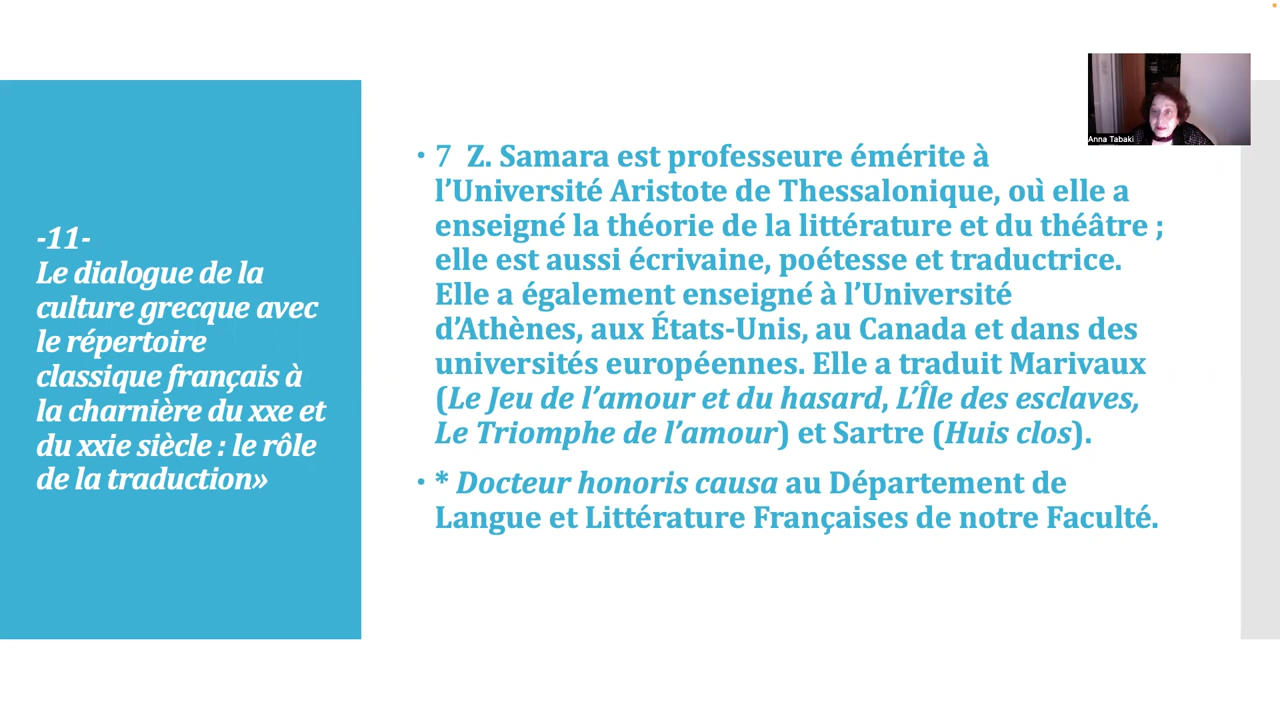 -11-
Le dialogue de la
culture grecque avec
le répertoire
classique français à
la charnière du xxe et
du xxie siècle : le rôle
de la traduction»
• 7 Z. Samara est professeure émérite à
l’Université Aristote de Thessalonique, où elle a
enseigné la théorie de la littérature et du théâtre ;
elle est aussi écrivaine, poétesse et traductrice.
Elle a également enseigné à l’Université
d’Athènes, aux États-Unis, au Canada et dans des
universités européennes. Elle a traduit Marivaux
(Le Jeu de l’amour et du hasard, L’Île des esclaves,
Le Triomphe de l’amour) et Sartre (Huis clos).
• * Docteur honoris causa au Département de
Langue et Littérature Françaises de notre Faculté.
Anna Tabaki